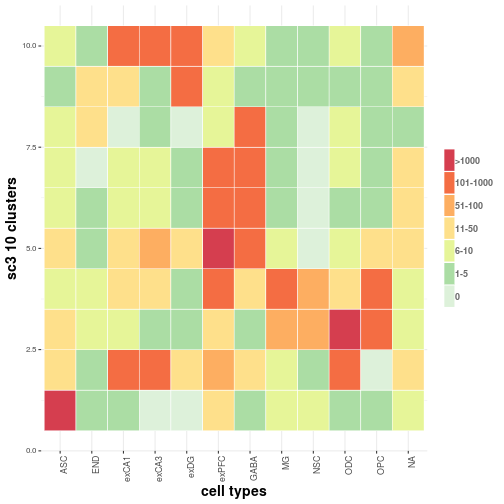 10.0
7.5
5.0
2.5
0.0
sc3 10 clusters
ASC
END
exCA1
exCA3
exDG
exPFC
GABA
MG
NSC
ODC
OPC
NA
cell types
>1000
101-1000
51-100
11-50
6-10
1-5
0